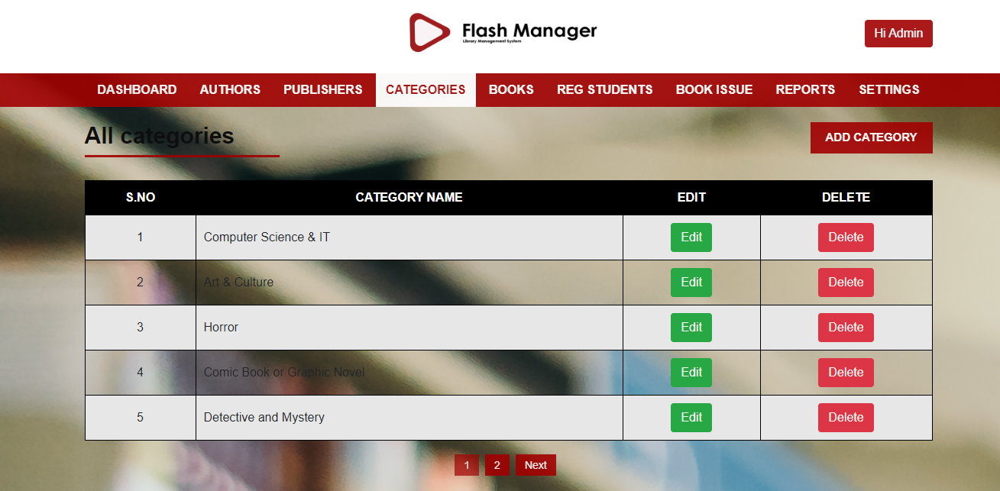 Flash Manager
Library Management System
Hi Admin
DASHBOARD AUTHORS PUBLISHERS CATEGORIES BOOKS REG STUDENTS BOOK ISSUE REPORTS SETTINGS
All categories
ADD CATEGORY
S.NO CATEGORY NAME EDIT DELETE
1 Computer Science & IT Edit Delete
2 Art & Culture Edit Delete
3 Horror Edit Delete
4 Comic Book or Graphic Novel Edit Delete
5 Detective and Mystery Edit Delete
1 2 Next